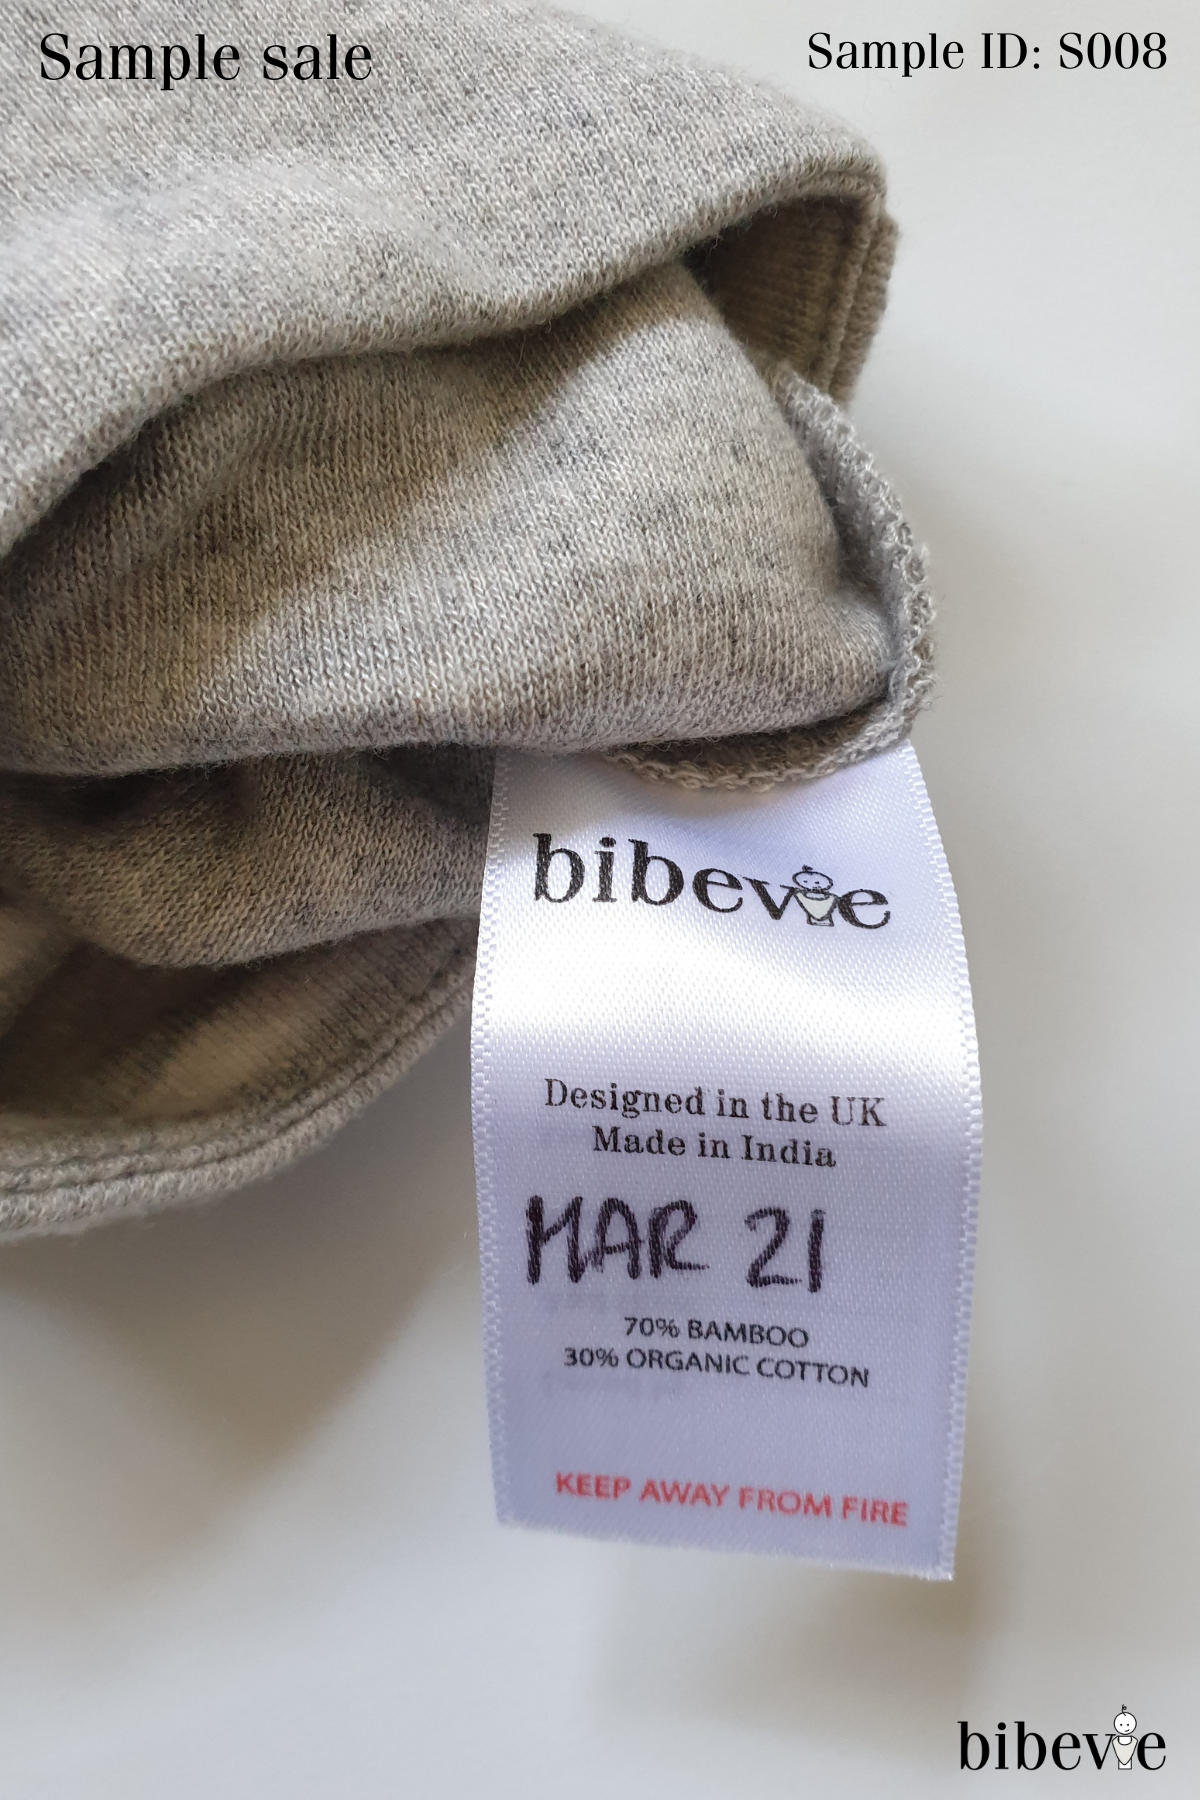 Sample sale
Sample ID: S008
bibevie
Designed in the UK
Made in India
MAR 21
70% BAMBOO
30% ORGANIC COTTON
KEEP AWAY FROM FIRE
bibevie